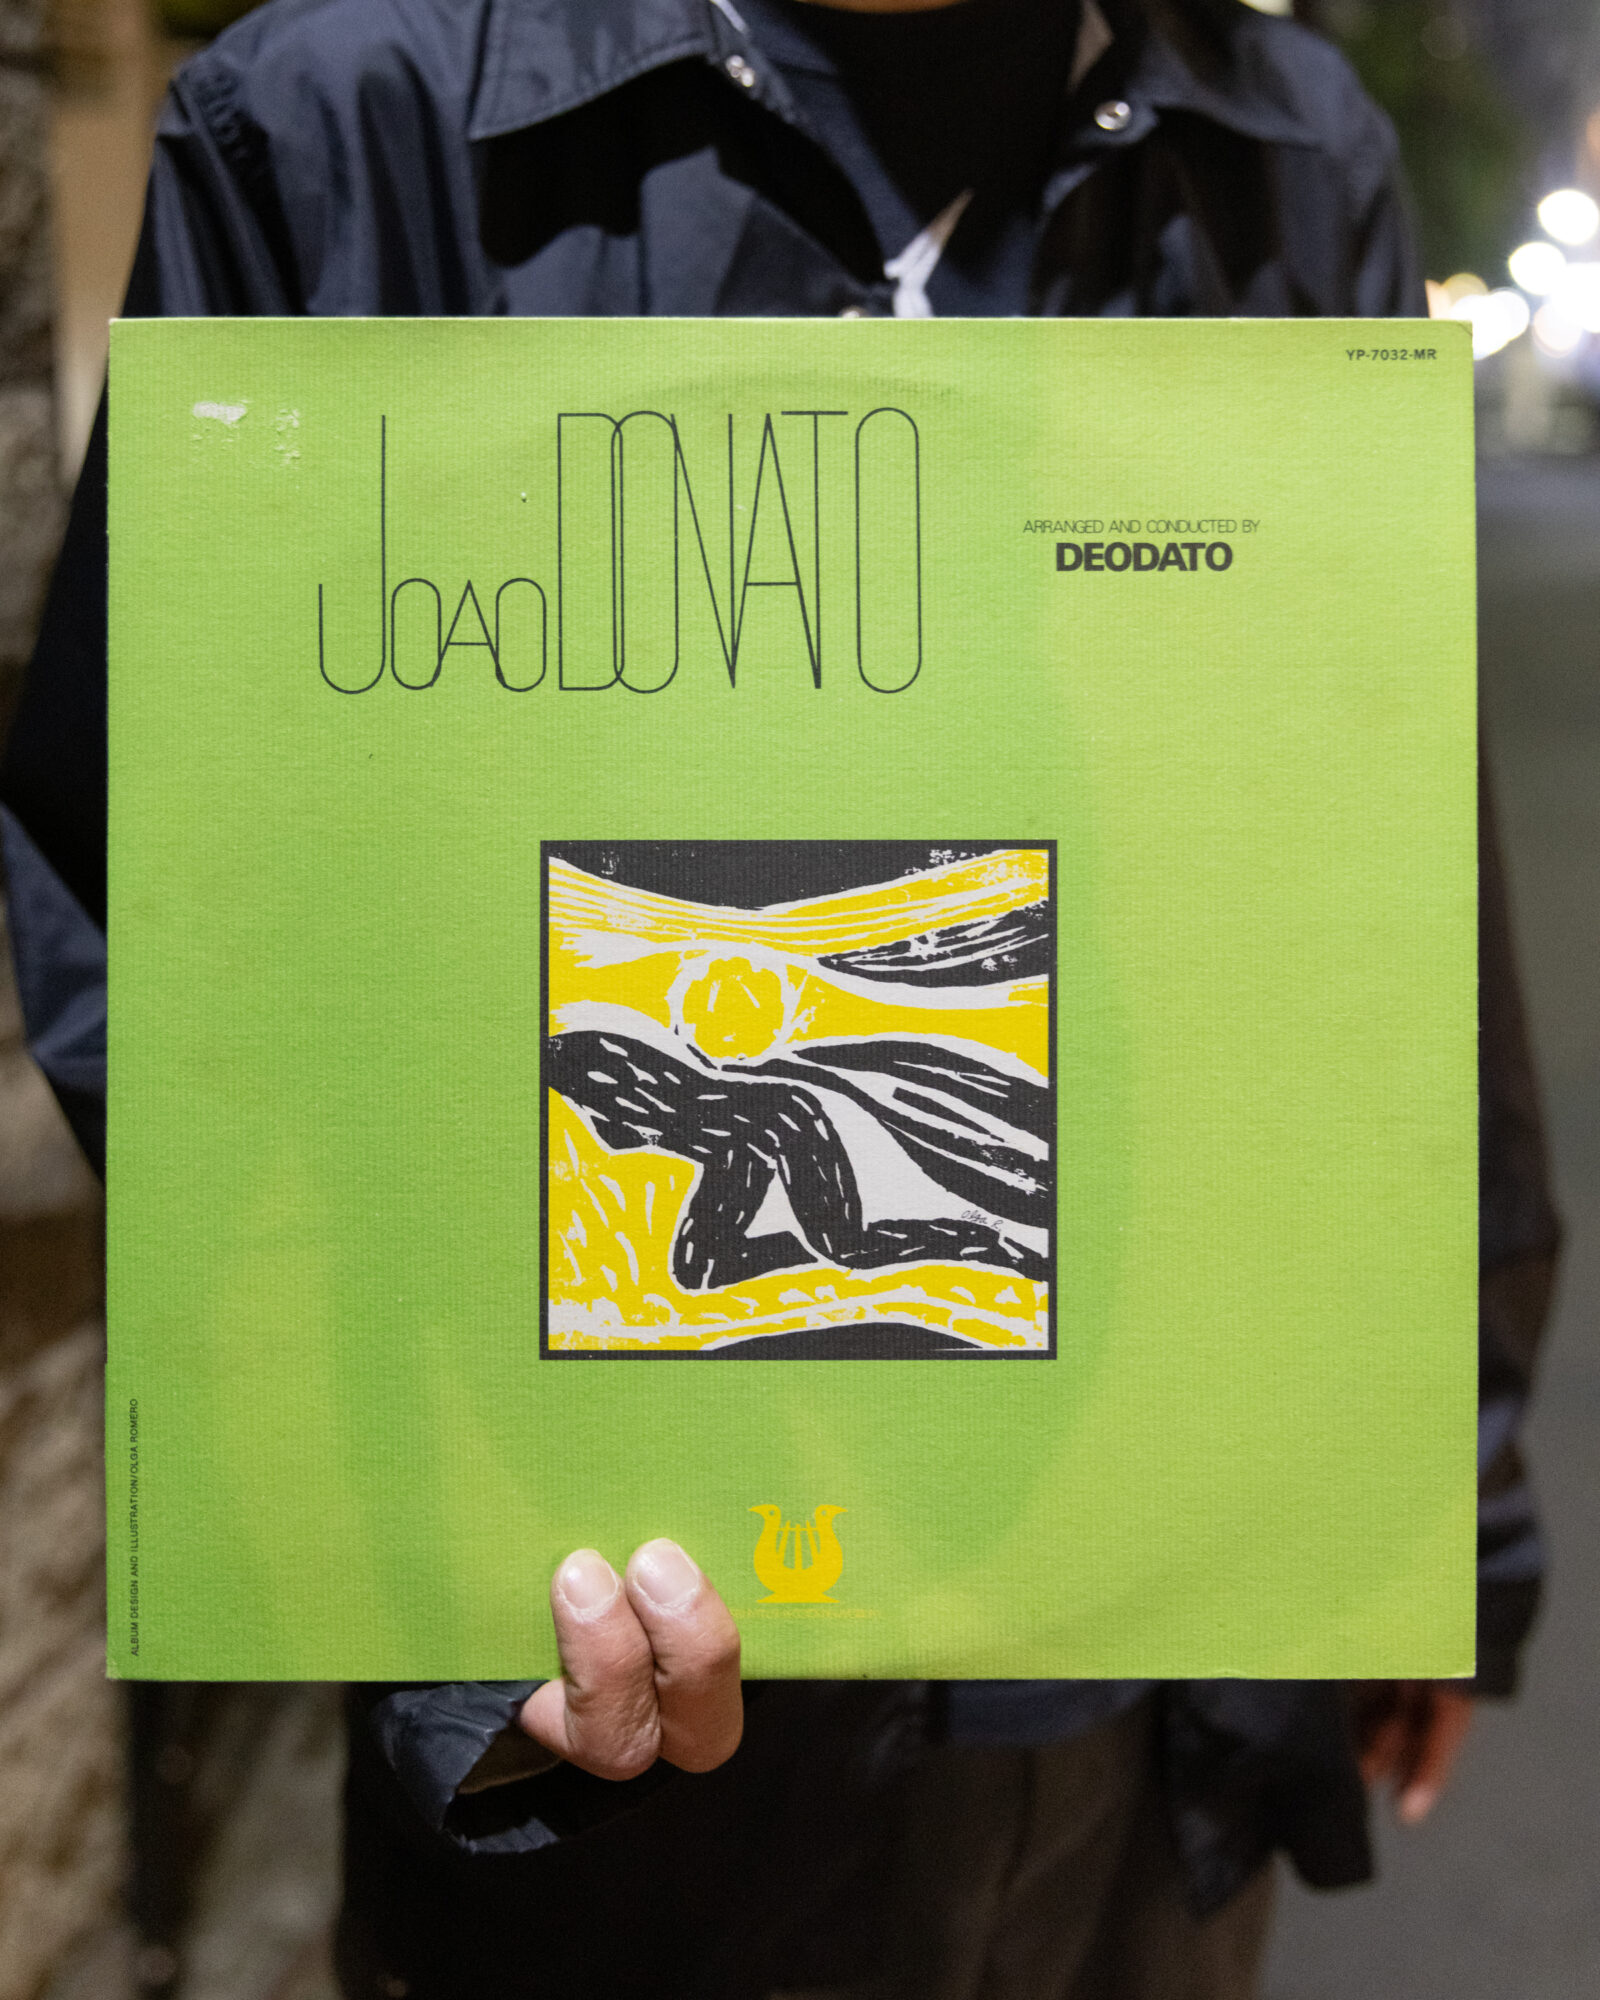 YP-7032-MR
JOAO DONATO
ARRANGED AND CONDUCTED BY
DEODATO
Olga R.
ALBUM DESIGN AND ILLUSTRATION/OLGA ROMERO